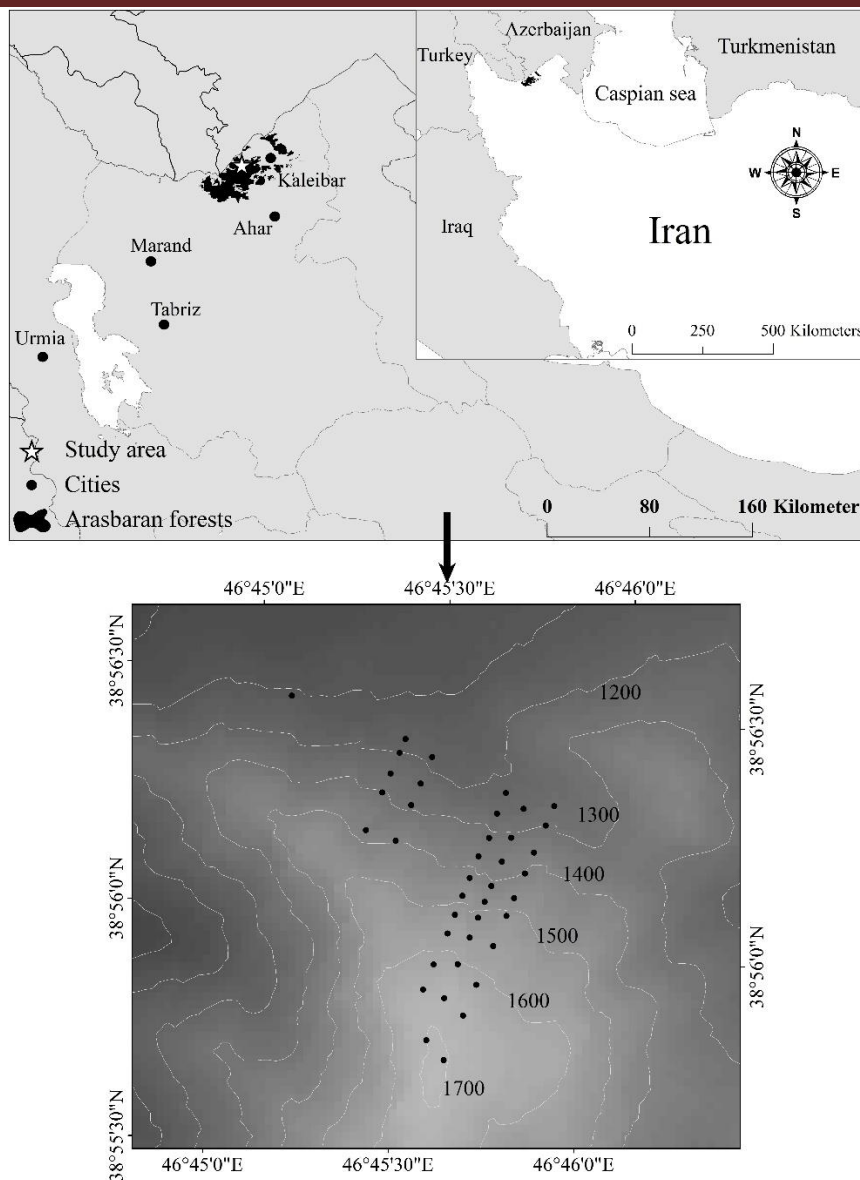 Azerbaijan
Turkey
Turkmenistan
Caspian sea
N
W E
S
Iraq
Iran
0 250 500 Kilometers
Kaleibar
Ahar
Marand
Tabriz
Urmia
Study area
Cities
Arasbaran forests
0 80 160 Kilometer
46°45'0"E 46°45'30"E 46°46'0"E
38°56'30"N
38°56'0"N
38°55'30"N
1200
1300
1400
1500
1600
1700
38°56'30"N
38°56'0"N
46°45'0"E 46°45'30"E 46°46'0"E